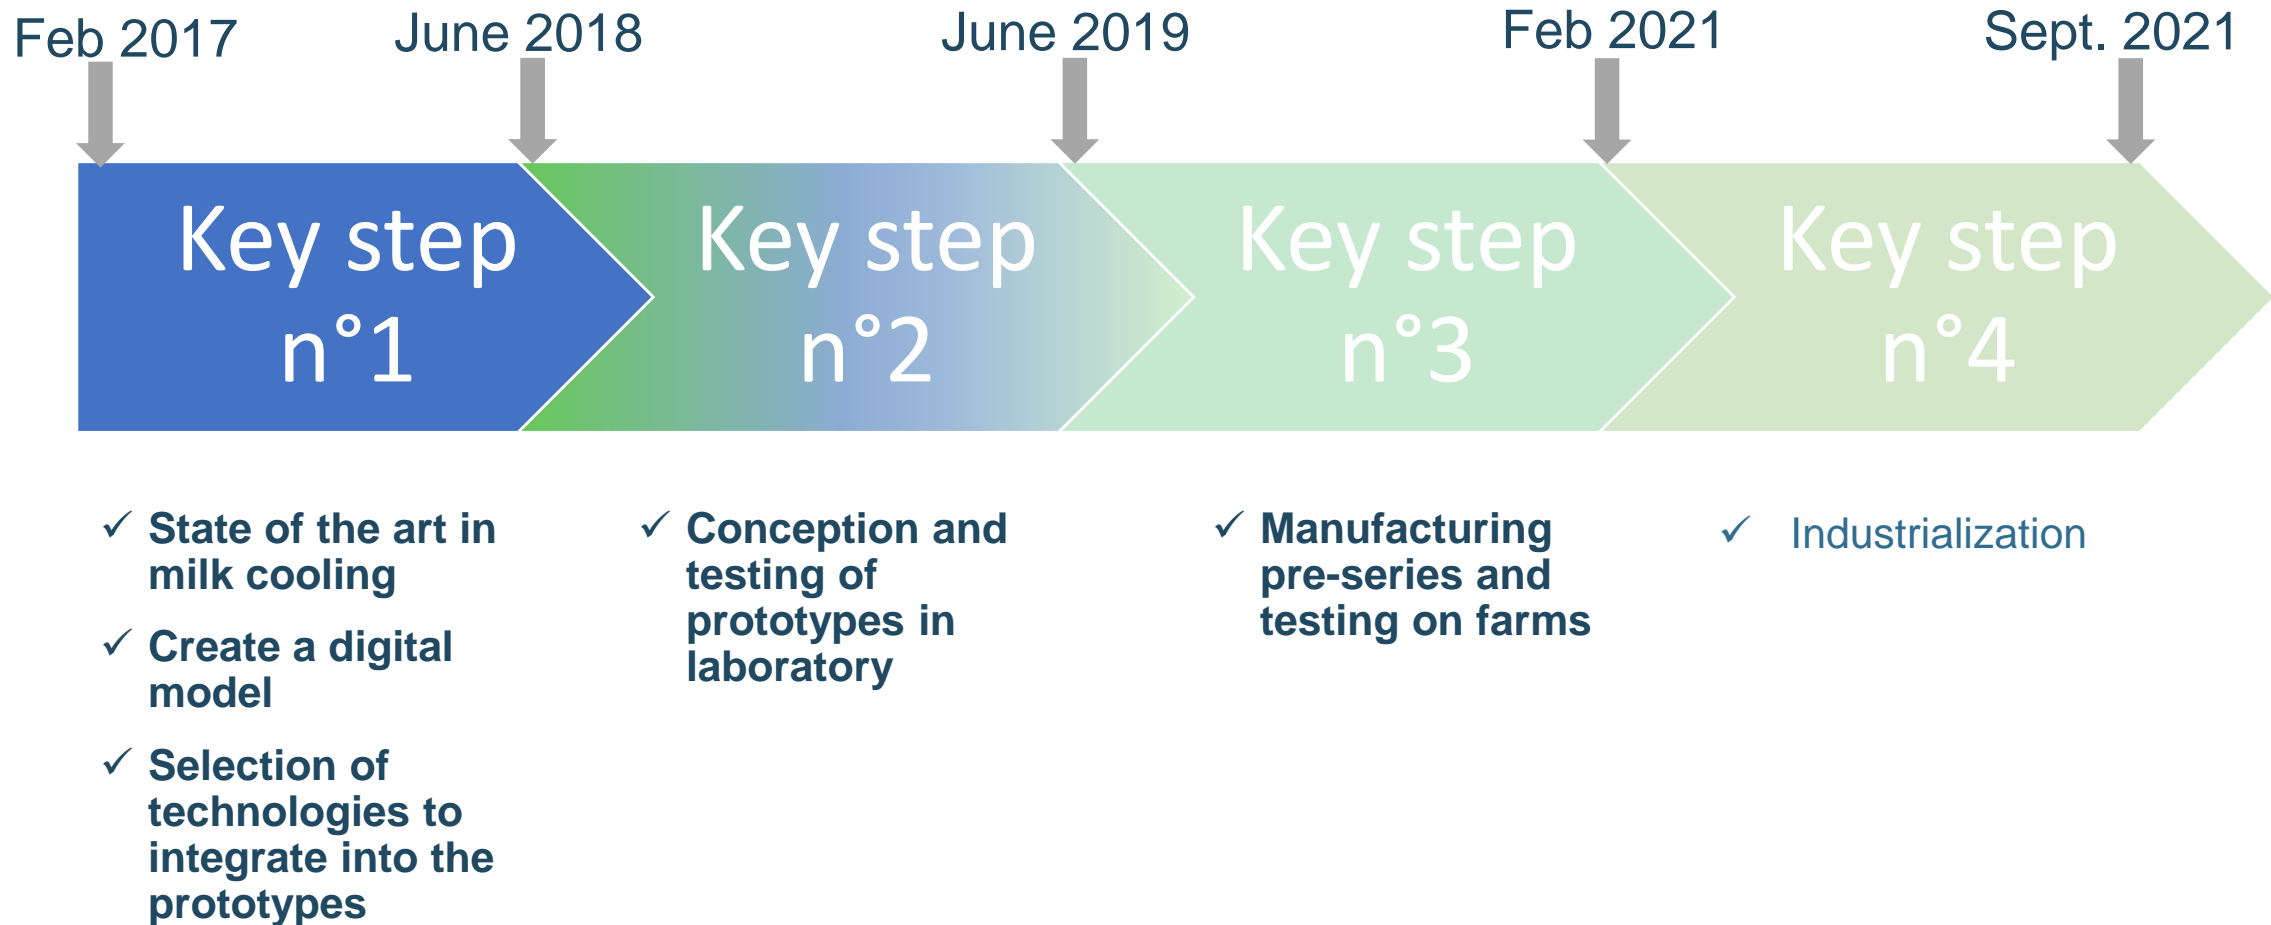 Feb 2017
June 2018
June 2019
Feb 2021
Sept. 2021
Key step
n°1
Key step
n°2
Key step
n°3
Key step
n°4
✓ State of the art in
milk cooling
✓ Create a digital
model
✓ Selection of
technologies to
integrate into the
prototypes
✓ Conception and
testing of
prototypes in
laboratory
✓ Manufacturing
pre-series and
testing on farms
✓ Industrialization